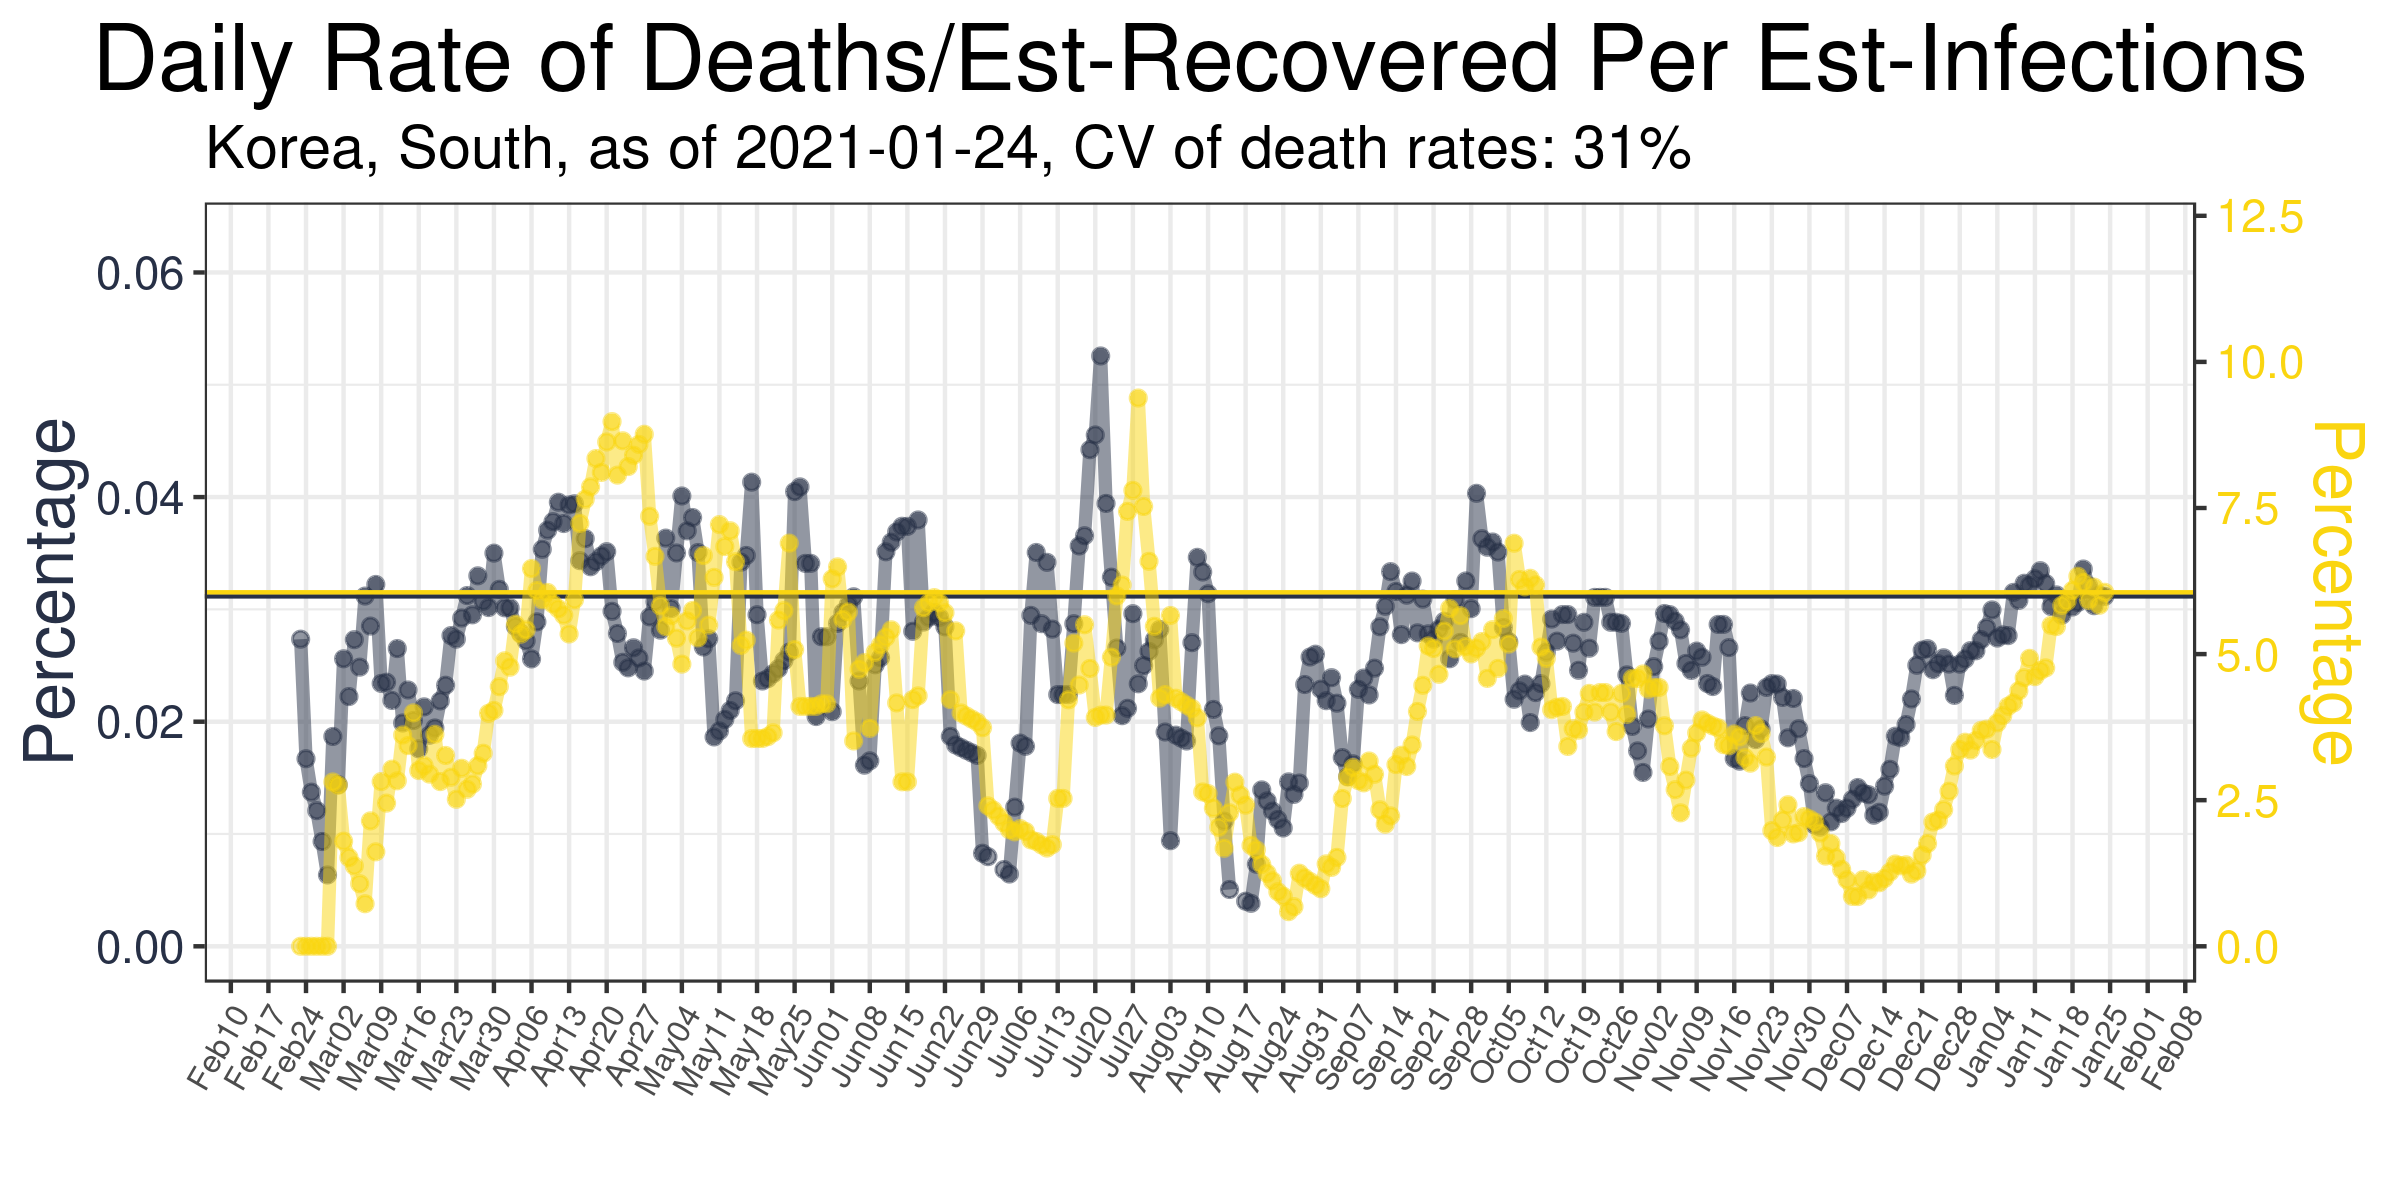 Daily Rate of Deaths/Est-Recovered Per Est-Infections
Korea, South, as of 2021-01-24, CV of death rates: 31%
Percentage
0.06
0.04
0.02
0.00
12.5
10.0
7.5
5.0
2.5
0.0
Percentage
Feb10
Feb17
Feb24
Mar02
Mar09
Mar16
Mar23
Mar30
Apr06
Apr13
Apr20
Apr27
May04
May11
May18
May25
Jun01
Jun08
Jun15
Jun22
Jun29
Jul06
Jul13
Jul20
Jul27
Aug03
Aug10
Aug17
Aug24
Aug31
Sep07
Sep14
Sep21
Sep28
Oct05
Oct12
Oct19
Oct26
Nov02
Nov09
Nov16
Nov23
Nov30
Dec07
Dec14
Dec21
Dec28
Dec04
Jan11
Jan18
Jan25
Feb01
Feb08